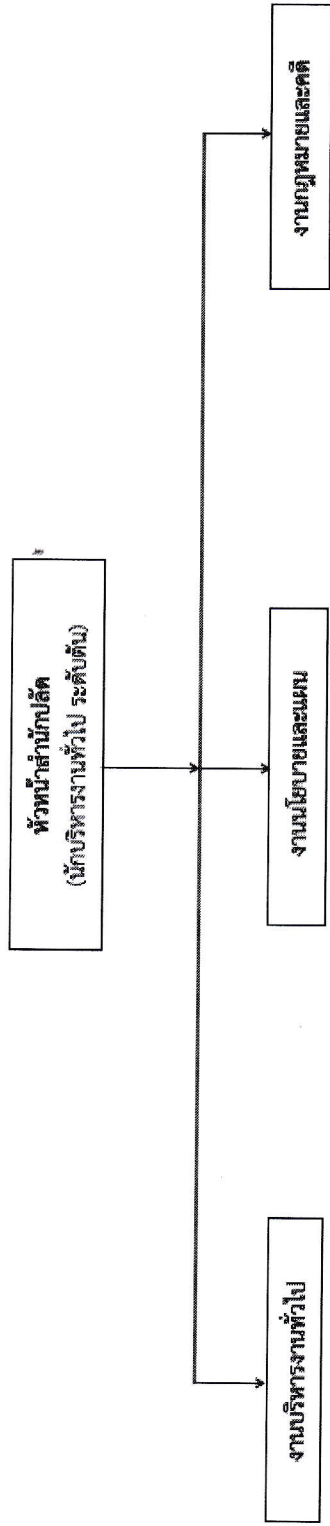 หัวหน้าสำนักปลัด
(นักบริหารงานทั่วไป ระดับต้น)
งานบริหารงานทั่วไป
งานนโยบายและแผน
งานกฎหมายและคดี